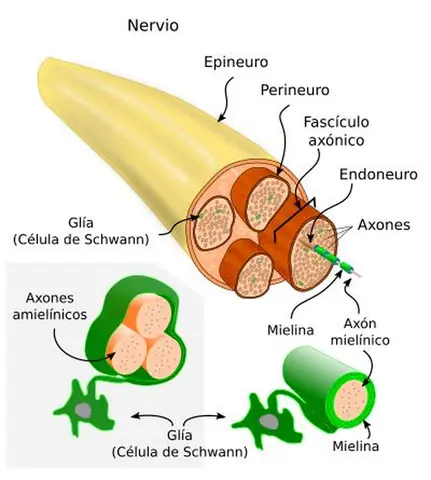 Nervio
Epineuro
Perineuro
Fascículo
axónico
Endoneuro
Axones
Glía
(Célula de Schwann)
Axones
amielínicos
Mielina
Axón
mielínico
Glía
(Célula de Schwann)
Mielina